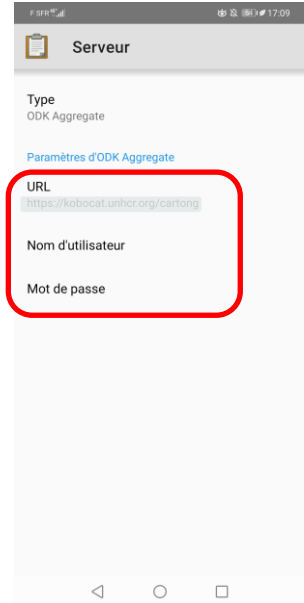 F SFR 17:09
Serveur
Type
ODK Aggregate
Paramètres d'ODK Aggregate
URL
https://kobocat.unhcr.org/cartong
Nom d'utilisateur
Mot de passe